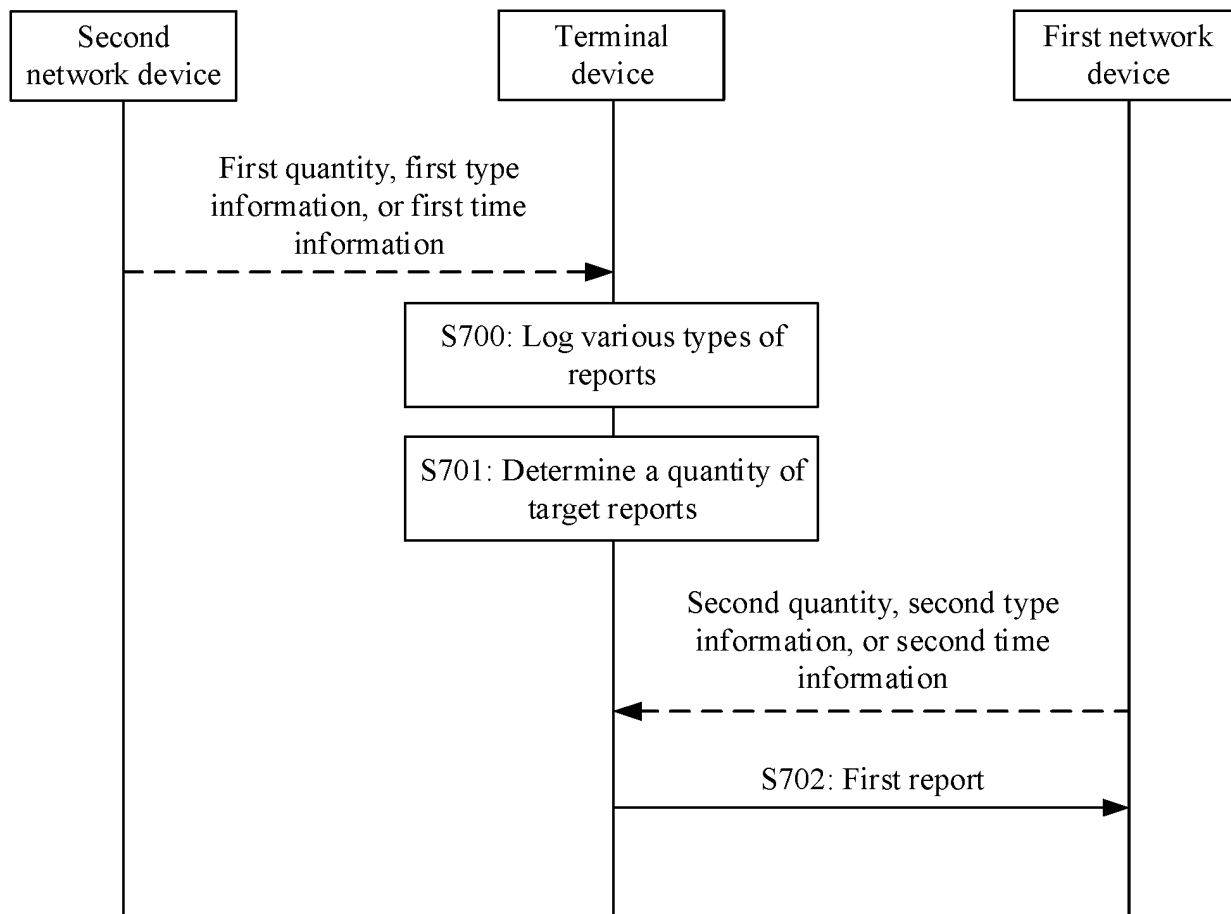 Second
network device
Terminal
device
First network
device
First quantity, first type
information, or first time
information
S700: Log various types of
reports
S701: Determine a quantity of
target reports
Second quantity, second type
information, or second time
information
S702: First report